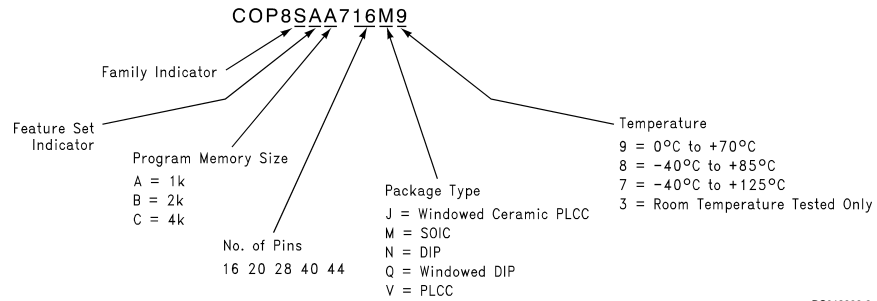 COP8SAA716M9
Family Indicator
Feature Set
Indicator
Program Memory Size
A = 1k
B = 2k
C = 4k
No. of Pins
16 20 28 40 44
Package Type
J = Windowed Ceramic PLCC
M = SOIC
N = DIP
Q = Windowed DIP
V = PLCC
Temperature
9 = 0°C to +70°C
8 = −40°C to +85°C
7 = −40°C to +125°C
3 = Room Temperature Tested Only